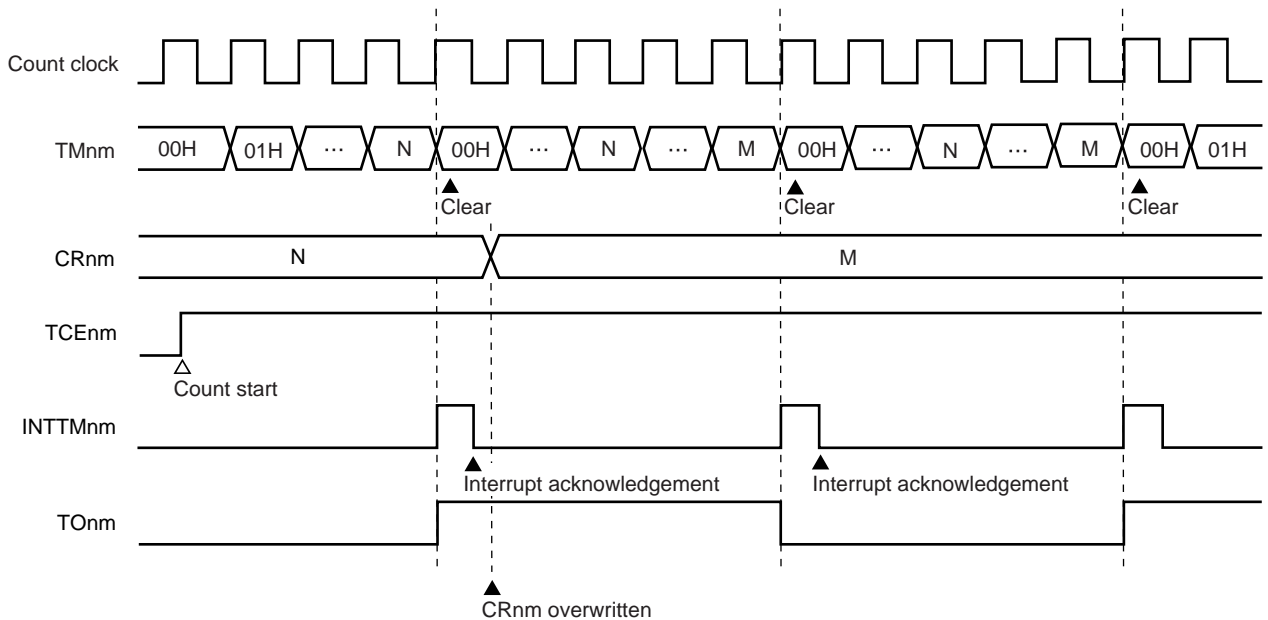 Count clock
TMnm 00H 01H ... N 00H ... N ... M 00H ... N ... M 00H 01H
Clear Clear Clear
CRnm N M
TCEnm
Count start
INTTMnm
Interrupt acknowledgement Interrupt acknowledgement
TOnm
CRnm overwritten